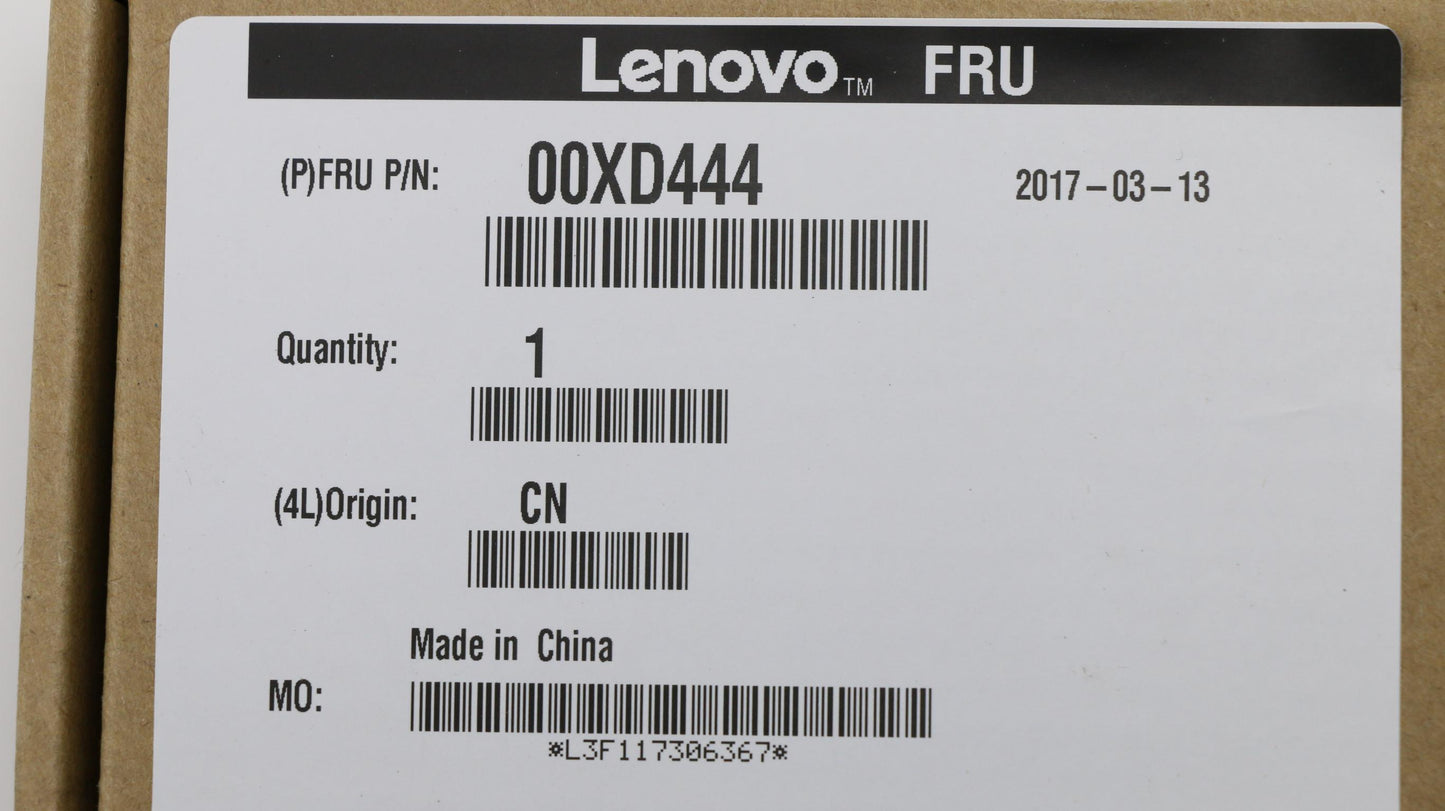 Lenovo™ FRU
(P)FRU P/N: 00XD444 2017-03-13
Quantity: 1
(4L)Origin: CN
Made in China
MO:
*L3F117306367*